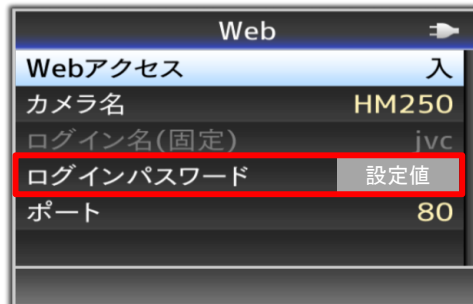 Web
Webアクセス 入
カメラ名 HM250
ログイン名(固定) jvc
ログインパスワード 設定値
ポート 80